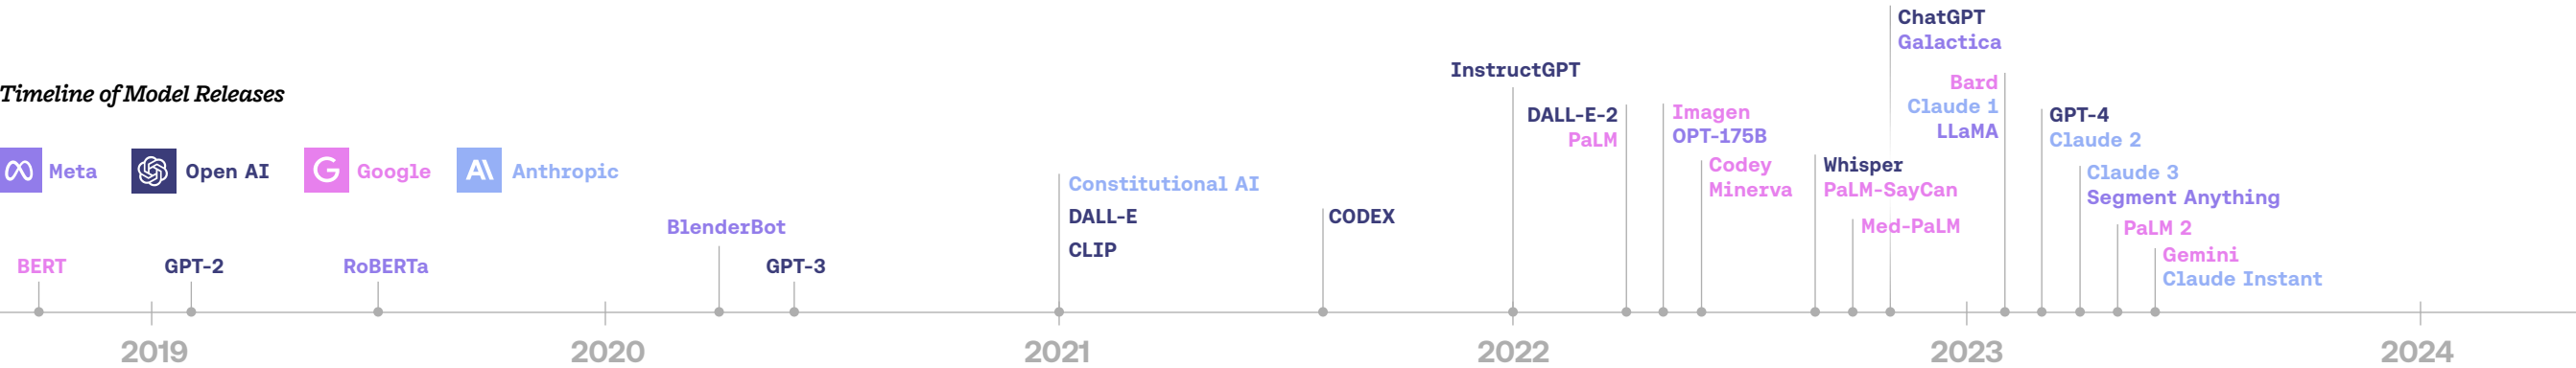 Timeline of Model Releases
Meta
Open AI
Google
Anthropic
BERT
GPT-2
RoBERTa
BlenderBot
GPT-3
Constitutional AI
DALL-E
CLIP
CODEX
InstructGPT
DALL-E-2
PaLM
Imagen
OPT-175B
Codey
Minerva
Whisper
PaLM-SayCan
Med-PaLM
ChatGPT
Galactica
Bard
Claude 1
LLaMA
GPT-4
Claude 2
Claude 3
Segment Anything
PaLM 2
Gemini
Claude Instant
2019
2020
2021
2022
2023
2024